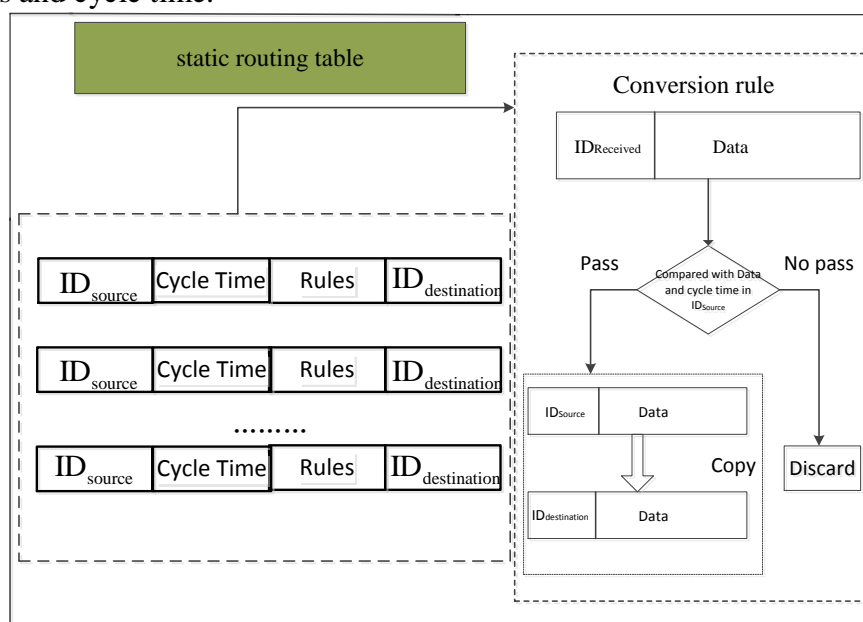 s and cycle time.
static routing table
Conversion rule
IDReceived Data
Pass
Compared with Data
and cycle time in
IDSource
No pass
IDsource Cycle Time Rules IDdestination
IDsource Cycle Time Rules IDdestination
………
IDsource Cycle Time Rules IDdestination
IDSource Data
Copy
IDdestination Data
Discard